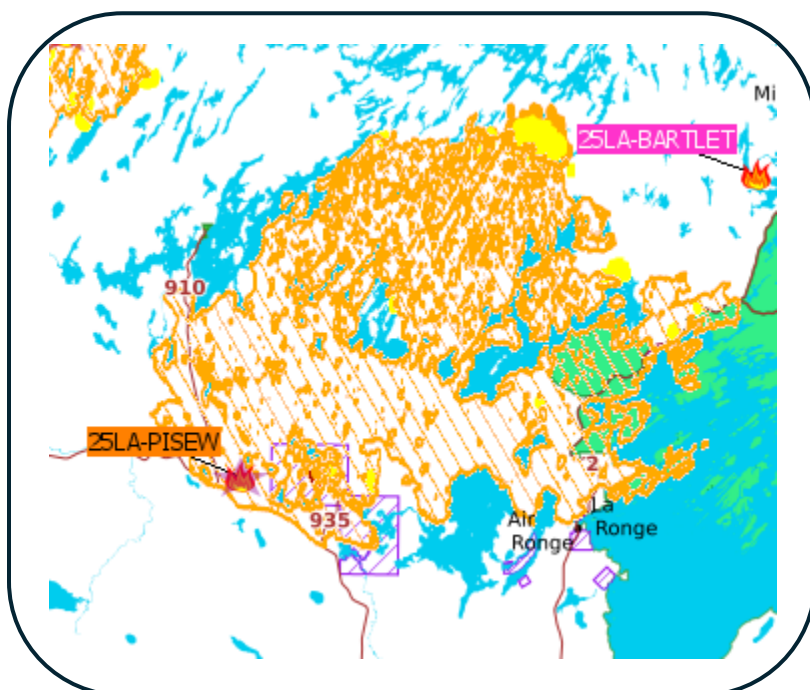 Mi
25LA-BARTLET
910
25LA-PISEW
2
935
La
Ronge
Air
Ronge